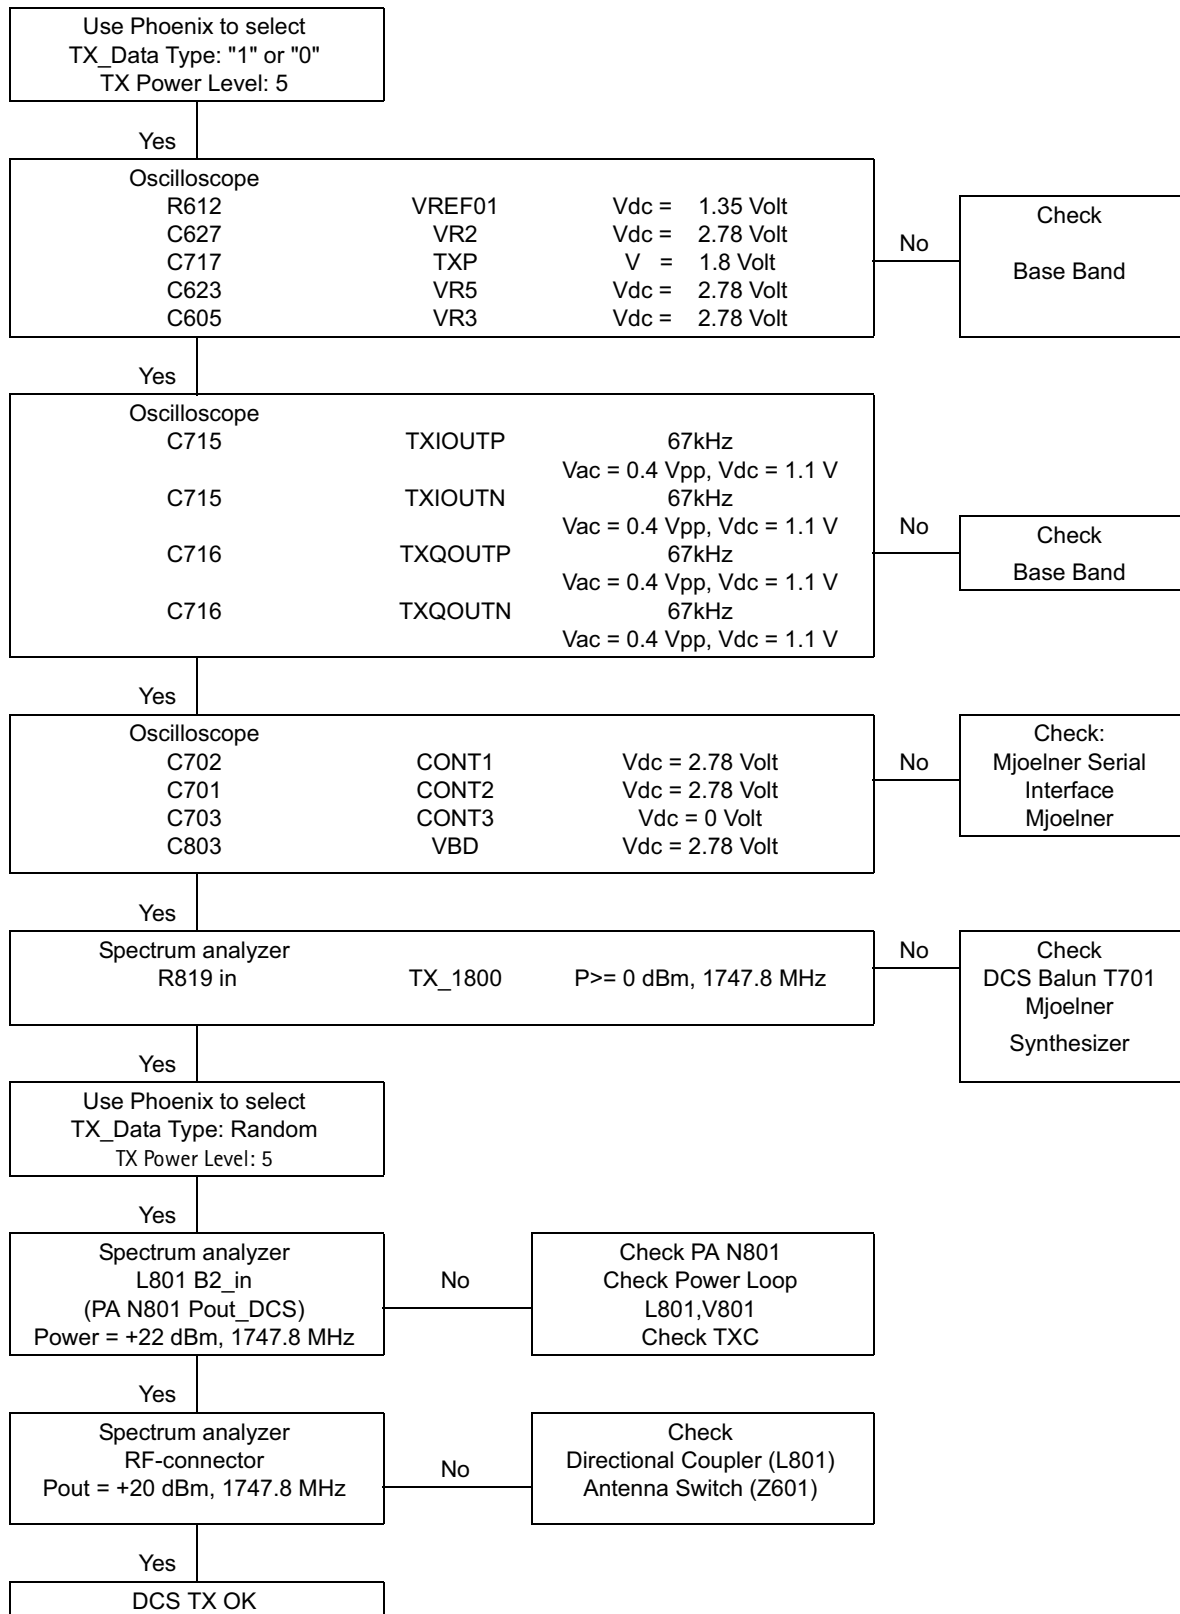 Use Phoenix to select
TX_Data Type: "1" or "0"
TX Power Level: 5
Yes
Oscilloscope
R612 VREF01 Vdc = 1.35 Volt
C627 VR2 Vdc = 2.78 Volt
C717 TXP V = 1.8 Volt
C623 VR5 Vdc = 2.78 Volt
C605 VR3 Vdc = 2.78 Volt
No
Check
Base Band
Yes
Oscilloscope
C715 TXIOUTP 67kHz
Vac = 0.4 Vpp, Vdc = 1.1 V
C715 TXIOUTN 67kHz
Vac = 0.4 Vpp, Vdc = 1.1 V
C716 TXQOUTP 67kHz
Vac = 0.4 Vpp, Vdc = 1.1 V
C716 TXQOUTN 67kHz
Vac = 0.4 Vpp, Vdc = 1.1 V
No
Check
Base Band
Yes
Oscilloscope
C702 CONT1 Vdc = 2.78 Volt
C701 CONT2 Vdc = 2.78 Volt
C703 CONT3 Vdc = 0 Volt
C803 VBD Vdc = 2.78 Volt
No
Check:
Mjoelner Serial
Interface
Mjoelner
Yes
Spectrum analyzer
R819 in TX_1800 P>= 0 dBm, 1747.8 MHz
No
Check
DCS Balun T701
Mjoelner
Synthesizer
Yes
Use Phoenix to select
TX_Data Type: Random
TX Power Level: 5
Yes
Spectrum analyzer
L801 B2_in
(PA N801 Pout_DCS)
Power = +22 dBm, 1747.8 MHz
No
Check PA N801
Check Power Loop
L801,V801
Check TXC
Yes
Spectrum analyzer
RF-connector
Pout = +20 dBm, 1747.8 MHz
No
Check
Directional Coupler (L801)
Antenna Switch (Z601)
Yes
DCS TX OK